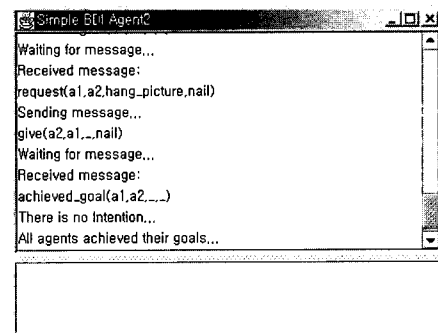 Simple BDI Agent2
Waiting for message,,,
Received message:
request(a1,a2,hang_picture,nail)
Sending message,,,
give(a2,a1,_,nail)
Waiting for message,,,
Received message:
achieved_goal(a1,a2,_,_)
There is no Intention,,,
All agents achieved their goals,,,